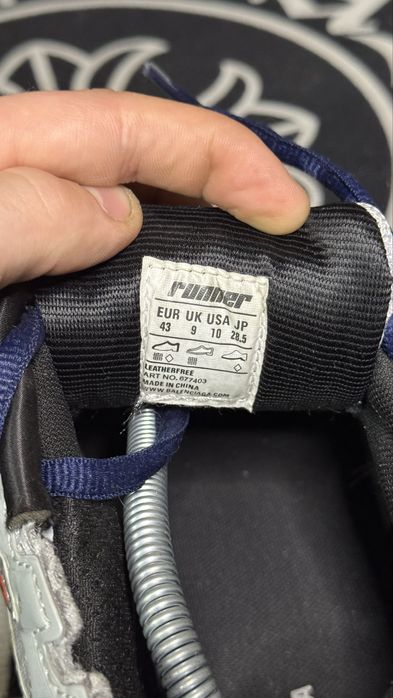 runner
EUR UK USA JP
43 9 10 28.5
LEATHERFREE
ART NO. 677403
MADE IN CHINA
WWW.BALENCIAGA.COM